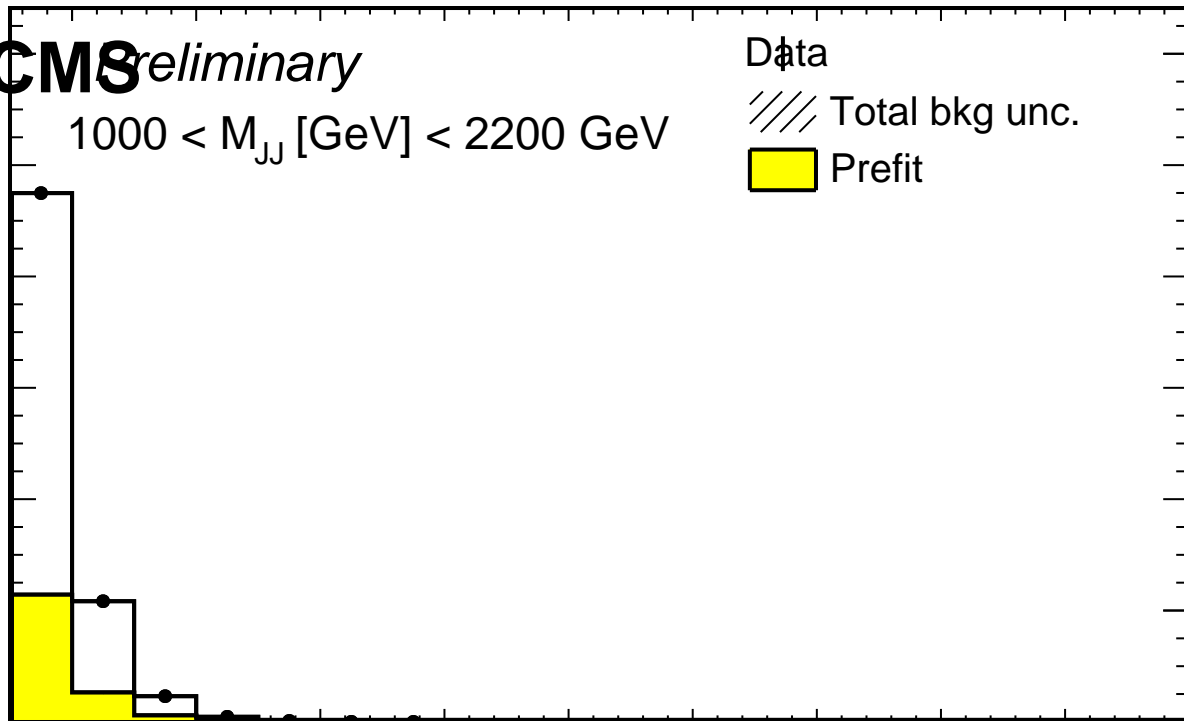 CMS Preliminary
1000 < M_JJ [GeV] < 2200 GeV
Data
Total bkg unc.
Prefit